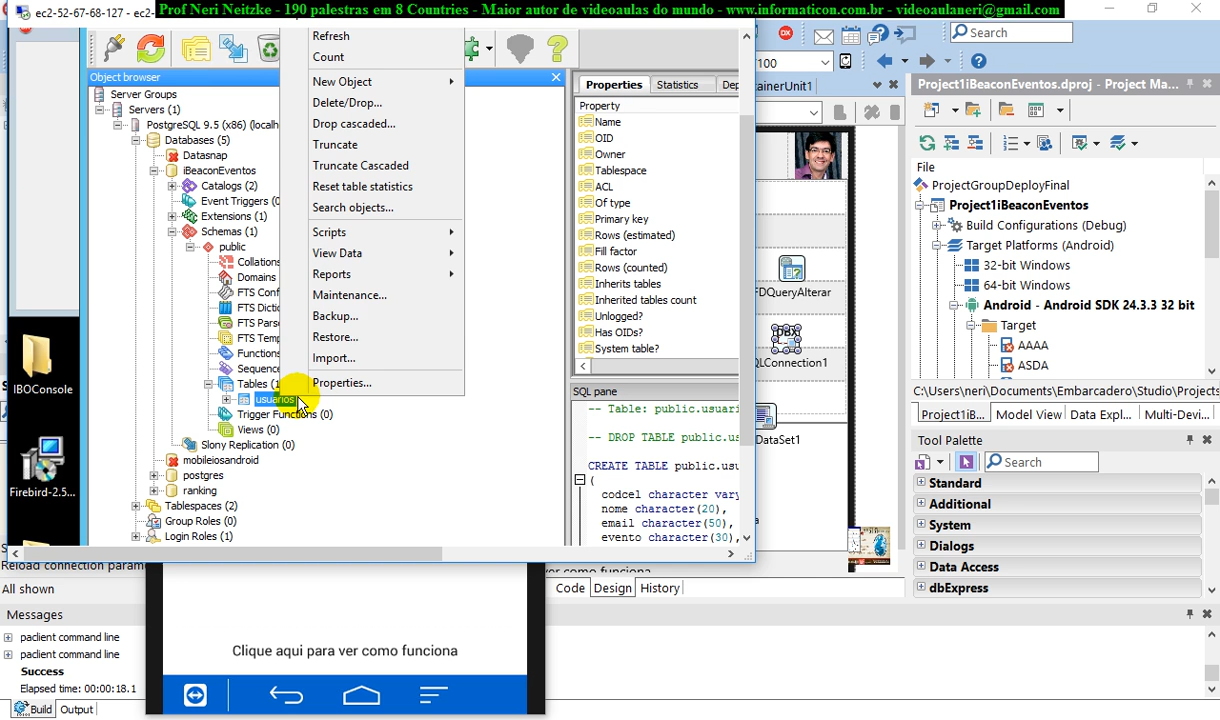 ec2-52-67-68-127 - ec2-
Prof Neri Neitzke - 190 palestras em 8 Countries - Maior autor de videoaulas do mundo - www.informaticon.com.br - videoaulaneri@gmail.com
Search
100
Object browser
Server Groups
Servers (1)
PostgreSQL 9.5 (x86) (localh
Databases (5)
Datasnap
iBeaconEventos
Catalogs (2)
Event Triggers (0
Extensions (1)
Schemas (1)
public
Collations
Domains
FTS Conf
FTS Dictio
FTS Parse
FTS Temp
Functions
Sequence
Tables (1
usuarios
Trigger Functions (0)
Views (0)
Slony Replication (0)
mobileiosandroid
postgres
ranking
Tablespaces (2)
Group Roles (0)
Login Roles (1)
Refresh
Count
New Object
Delete/Drop...
Drop cascaded...
Truncate
Truncate Cascaded
Reset table statistics
Search objects...
Scripts
View Data
Reports
Maintenance...
Backup...
Restore...
Import...
Properties...
Properties
Statistics
Dep
Property
Name
OID
Owner
Tablespace
ACL
Of type
Primary key
Rows (estimated)
Fill factor
Rows (counted)
Inherits tables
Inherited tables count
Unlogged?
Has OIDs?
System table?
SQL pane
-- Table: public.usuari
-- DROP TABLE public.us
CREATE TABLE public.usu
(
codcel character vary
nome character(20),
email character(50),
evento character(30),
IBOConsole
Firebird-2.5...
ainerUnit1
FDQueryAlterar
DBX
QLConnection1
DataSet1
Code
Design
History
Project1iBeaconEventos.dproj - Project Ma...
File
ProjectGroupDeployFinal
Project1iBeaconEventos
Build Configurations (Debug)
Target Platforms (Android)
32-bit Windows
64-bit Windows
Android - Android SDK 24.3.3 32 bit
Target
AAAA
ASDA
C:\Users\neri\Documents\Embarcadero\Studio\Projects
Project1iB...
Model View
Data Expl...
Multi-Devi...
Tool Palette
Search
Standard
Additional
System
Dialogs
Data Access
dbExpress
Reload connection param
All shown
Messages
paclient command line
paclient command line
Success
Elapsed time: 00:00:18.1
Build
Output
Clique aqui para ver como funciona